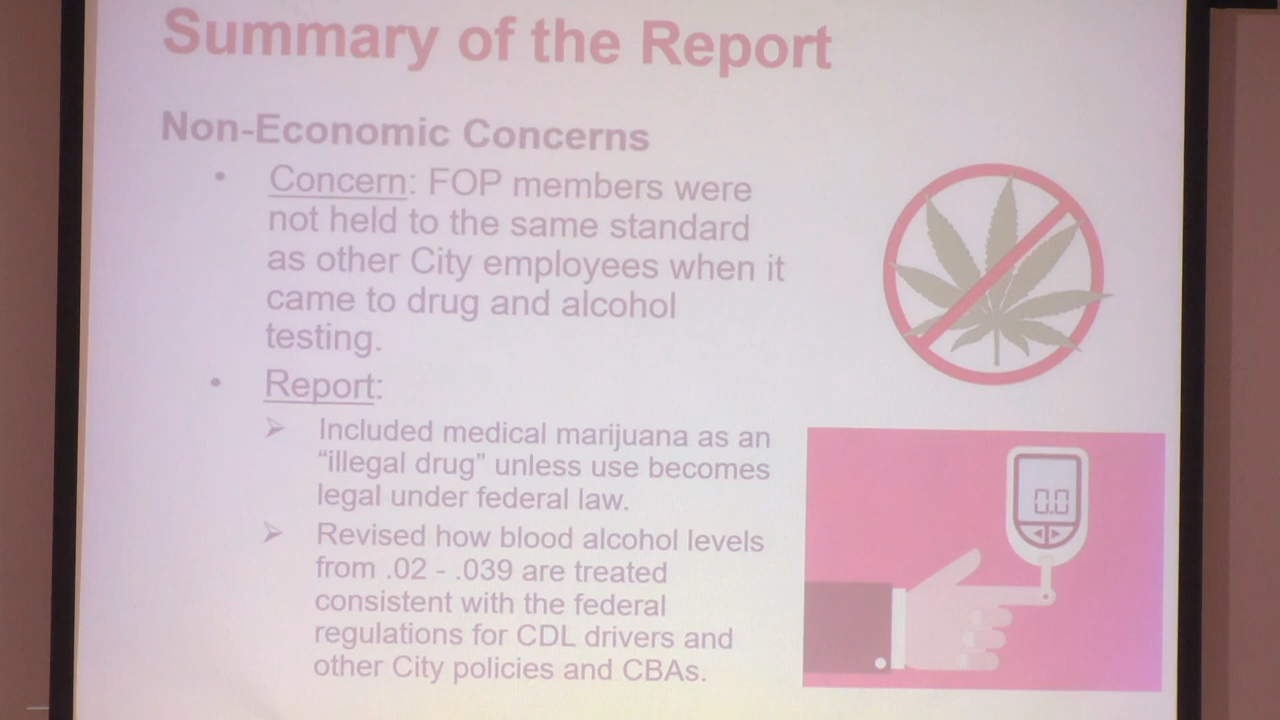 Summary of the Report
Non-Economic Concerns
• Concern: FOP members were
not held to the same standard
as other City employees when it
came to drug and alcohol
testing.
• Report:
➢ Included medical marijuana as an
“illegal drug” unless use becomes
legal under federal law.
➢ Revised how blood alcohol levels
from .02 - .039 are treated
consistent with the federal
regulations for CDL drivers and
other City policies and CBAs.
0.0